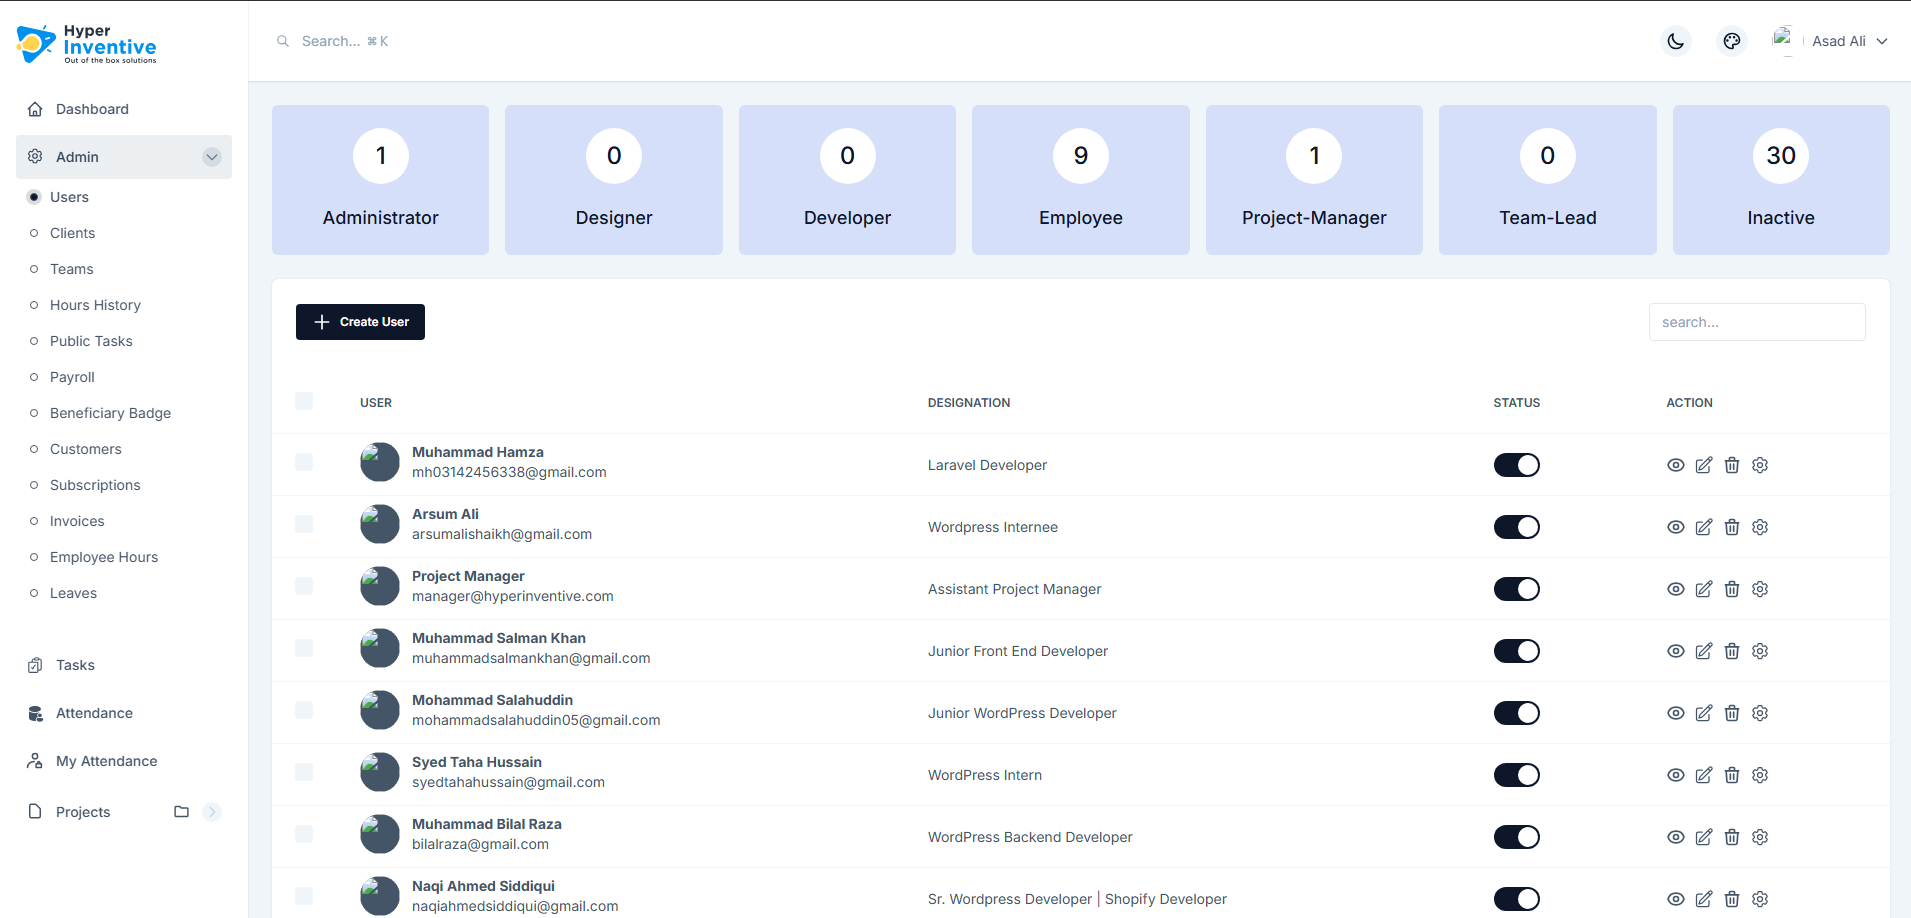 Hyper
Inventive
Out of the box solutions
Search... ⌘ K
Asad Ali
Dashboard
Admin
Users
Clients
Teams
Hours History
Public Tasks
Payroll
Beneficiary Badge
Customers
Subscriptions
Invoices
Employee Hours
Leaves
Tasks
Attendance
My Attendance
Projects
1
Administrator
0
Designer
0
Developer
9
Employee
1
Project-Manager
0
Team-Lead
30
Inactive
Create User
search...
USER DESIGNATION STATUS ACTION
Muhammad Hamza
mh03142456338@gmail.com
Laravel Developer
Arsum Ali
arsumalishaikh@gmail.com
Wordpress Internee
Project Manager
manager@hyperinventive.com
Assistant Project Manager
Muhammad Salman Khan
muhammadsalmankhan@gmail.com
Junior Front End Developer
Mohammad Salahuddin
mohammadsalahuddin05@gmail.com
Junior WordPress Developer
Syed Taha Hussain
syedtahahussain@gmail.com
WordPress Intern
Muhammad Bilal Raza
bilalraza@gmail.com
WordPress Backend Developer
Naqi Ahmed Siddiqui
naqiahmedsiddiqui@gmail.com
Sr. Wordpress Developer | Shopify Developer